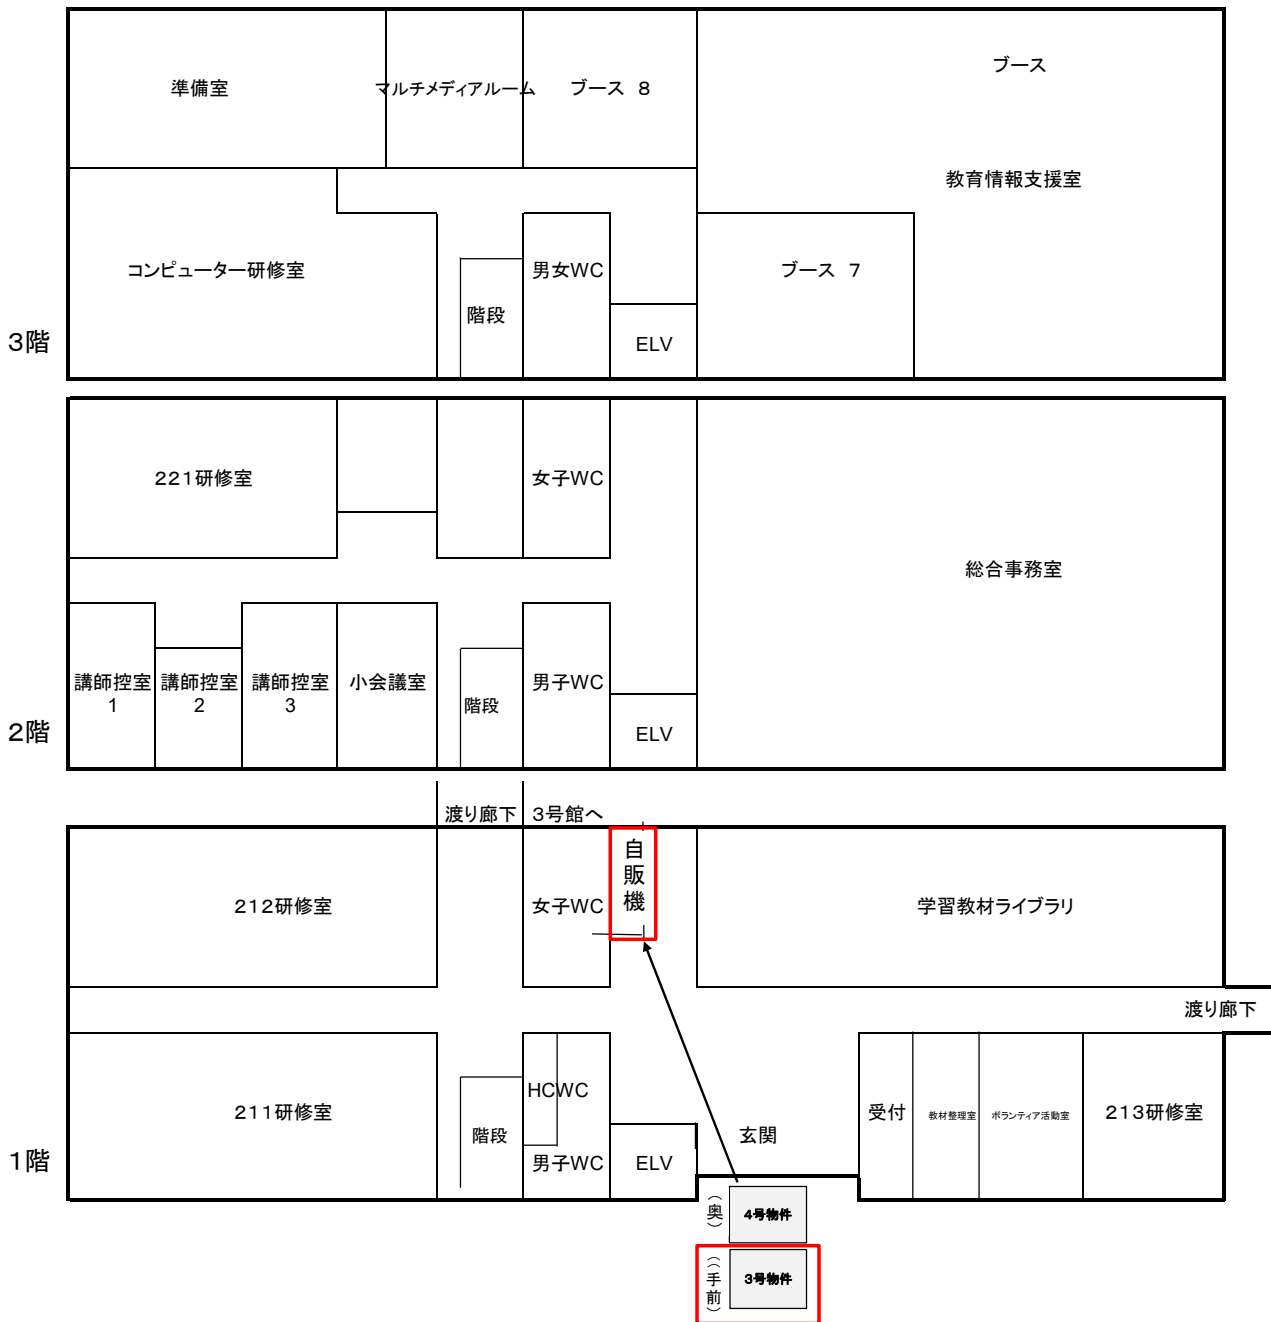 ブース
準備室
マルチメディアルーム
ブース 8
教育情報支援室
コンピューター研修室
男女WC
ブース 7
階段
ELV
3階
221研修室
女子WC
総合事務室
講師控室
1
講師控室
2
講師控室
3
小会議室
階段
男子WC
ELV
2階
渡り廊下
3号館へ
自販機
212研修室
女子WC
学習教材ライブラリ
渡り廊下
HCWC
211研修室
階段
男子WC
ELV
玄関
受付
教材整理室
ボランティア活動室
213研修室
1階
(奥)
4号物件
((手前)
3号物件